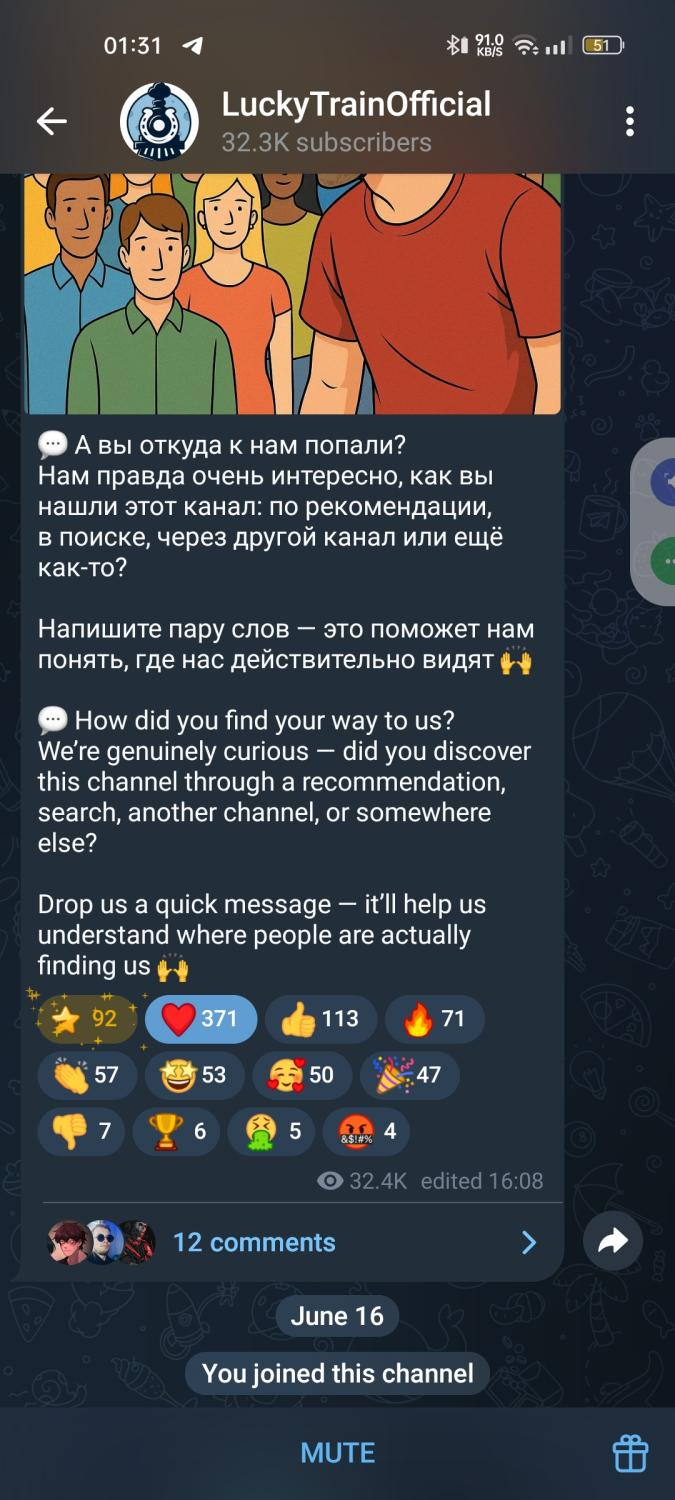 01:31
91.0
KB/S
51
LuckyTrainOfficial
32.3K subscribers
💬 А вы откуда к нам попали?
Нам правда очень интересно, как вы
нашли этот канал: по рекомендации,
в поиске, через другой канал или ещё
как-то?
Напишите пару слов — это поможет нам
понять, где нас действительно видят 🙌
💬 How did you find your way to us?
We’re genuinely curious — did you discover
this channel through a recommendation,
search, another channel, or somewhere
else?
Drop us a quick message — it’ll help us
understand where people are actually
finding us 🙌
⭐ 92 ❤️ 371 👍 113 🔥 71
👏 57 🤩 53 🥰 50 🎉 47
👎 7 🏆 6 🤮 5 🤬 4
32.4K edited 16:08
12 comments
June 16
You joined this channel
MUTE